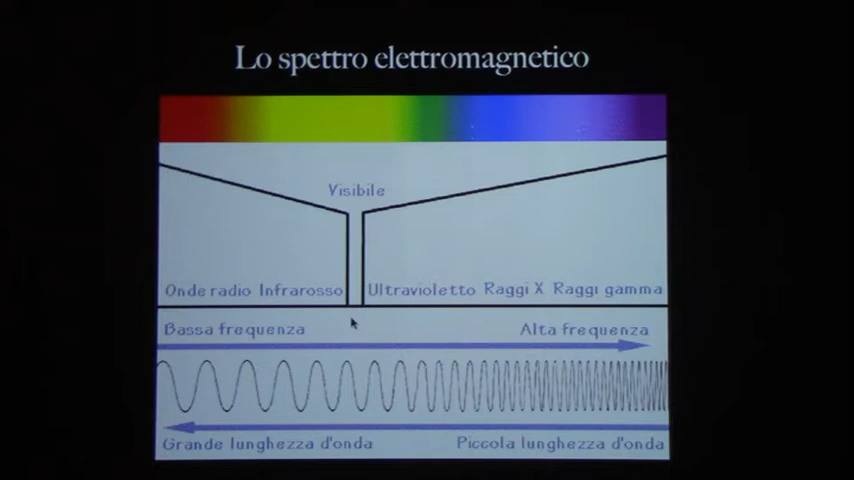 Lo spettro elettromagnetico
Visibile
Onde radio Infrarosso Ultravioletto Raggi X Raggi gamma
Bassa frequenza Alta frequenza
Grande lunghezza d'onda Piccola lunghezza d'onda